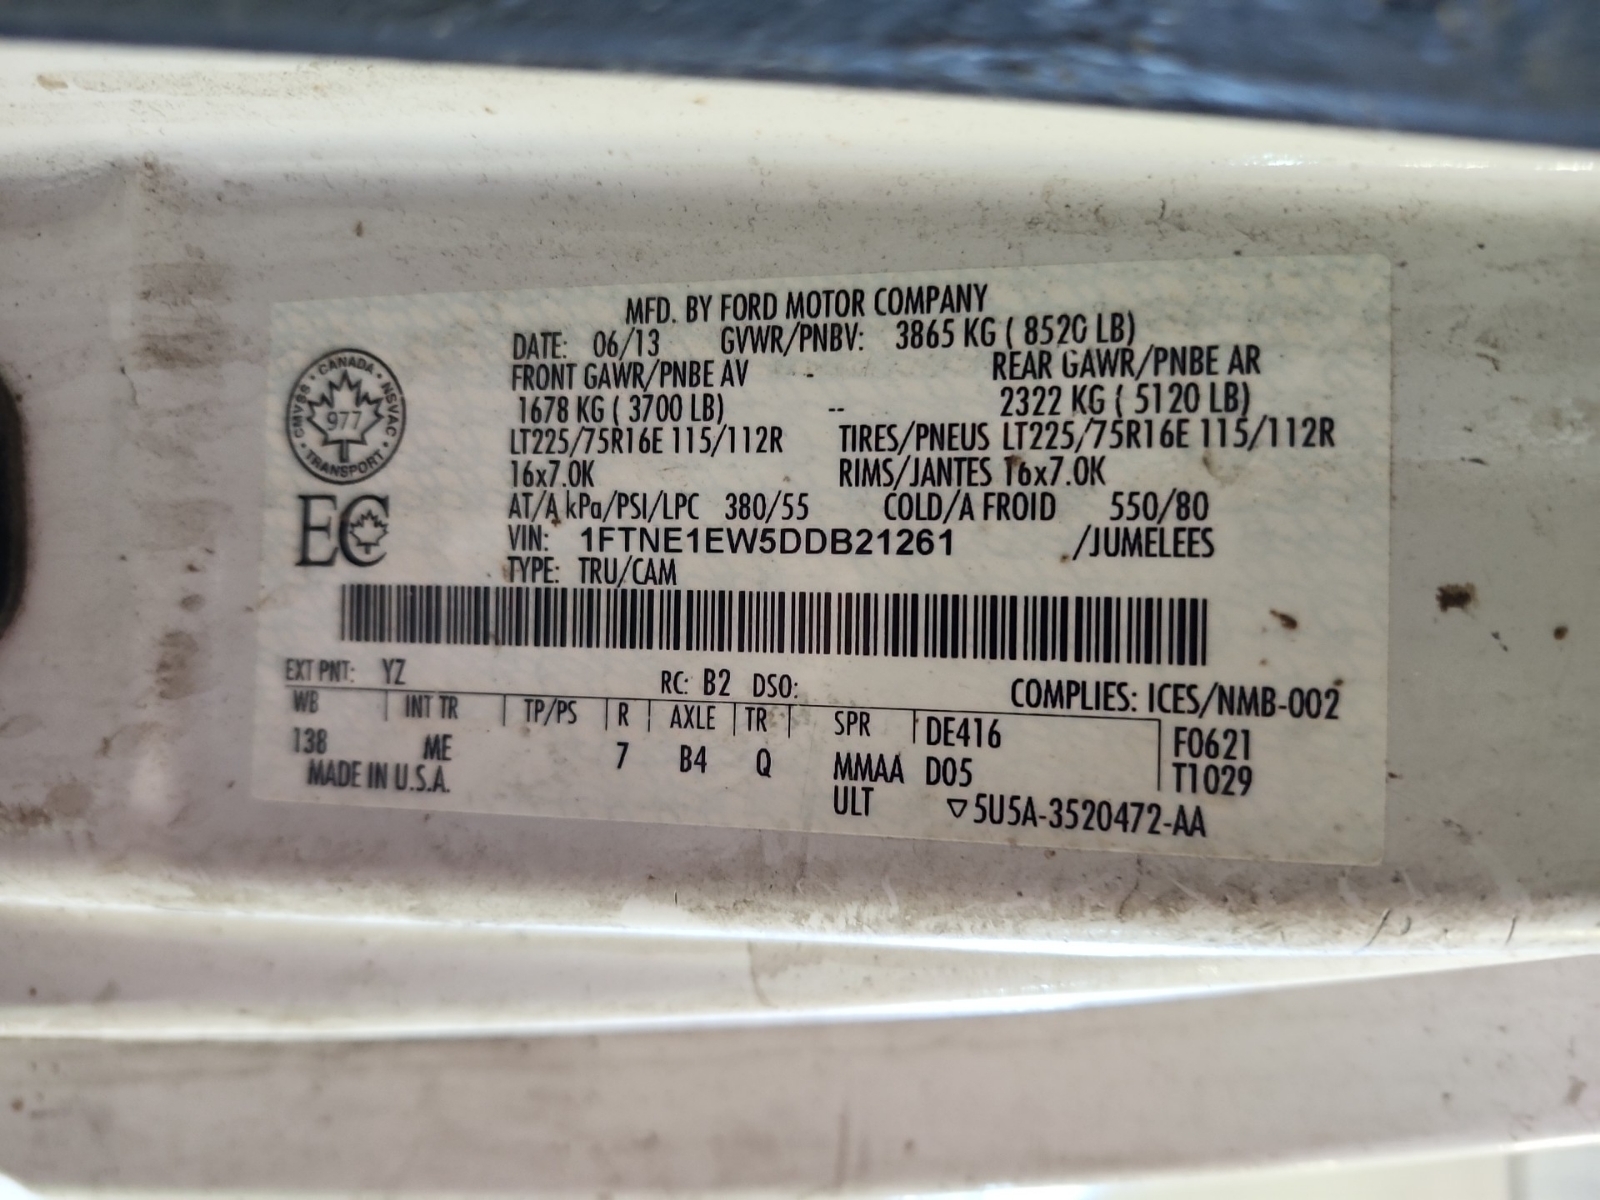 MFD. BY FORD MOTOR COMPANY
DATE: 06/13 GVWR/PNBV: 3865 KG ( 8520 LB)
FRONT GAWR/PNBE AV - REAR GAWR/PNBE AR
1678 KG ( 3700 LB) -- 2322 KG ( 5120 LB)
LT225/75R16E 115/112R TIRES/PNEUS LT225/75R16E 115/112R
16x7.0K RIMS/JANTES 16x7.0K
AT/A kPa/PSI/LPC 380/55 COLD/A FROID 550/80
VIN: 1FTNE1EW5DDB21261 /JUMELEES
TYPE: TRU/CAM
CANADA
CMVSS NSVAC
977
TRANSPORT
EC
EXT PNT: YZ RC: B2 DSO: COMPLIES: ICES/NMB-002
WB | INT TR | TP/PS | R | AXLE | TR | SPR | DE416 F0621
138 ME 7 B4 Q MMAA D05 T1029
MADE IN U.S.A. ULT ▽5U5A-3520472-AA